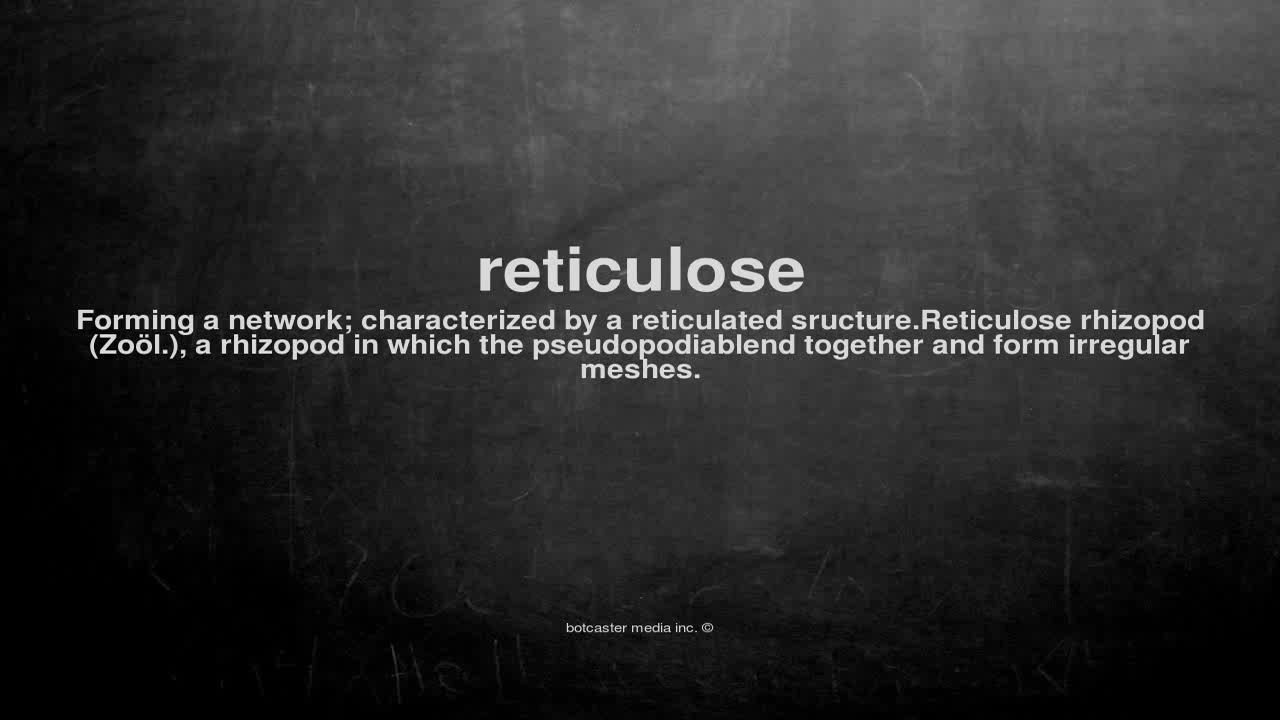 reticulose
Forming a network; characterized by a reticulated sructure.Reticulose rhizopod
(Zoöl.), a rhizopod in which the pseudopodiablend together and form irregular
meshes.
botcaster media inc. ©